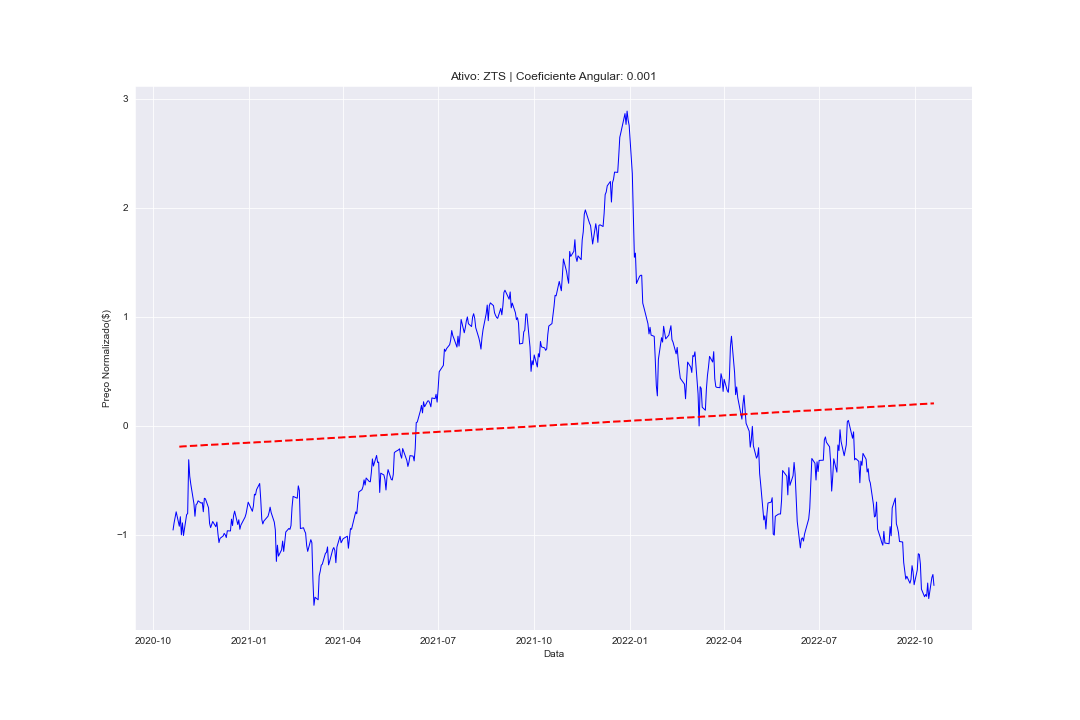 Ativo: ZTS | Coeficiente Angular: 0.001
Preço Normalizado($)
3
2
1
0
−1
2020-10 2021-01 2021-04 2021-07 2021-10 2022-01 2022-04 2022-07 2022-10
Data